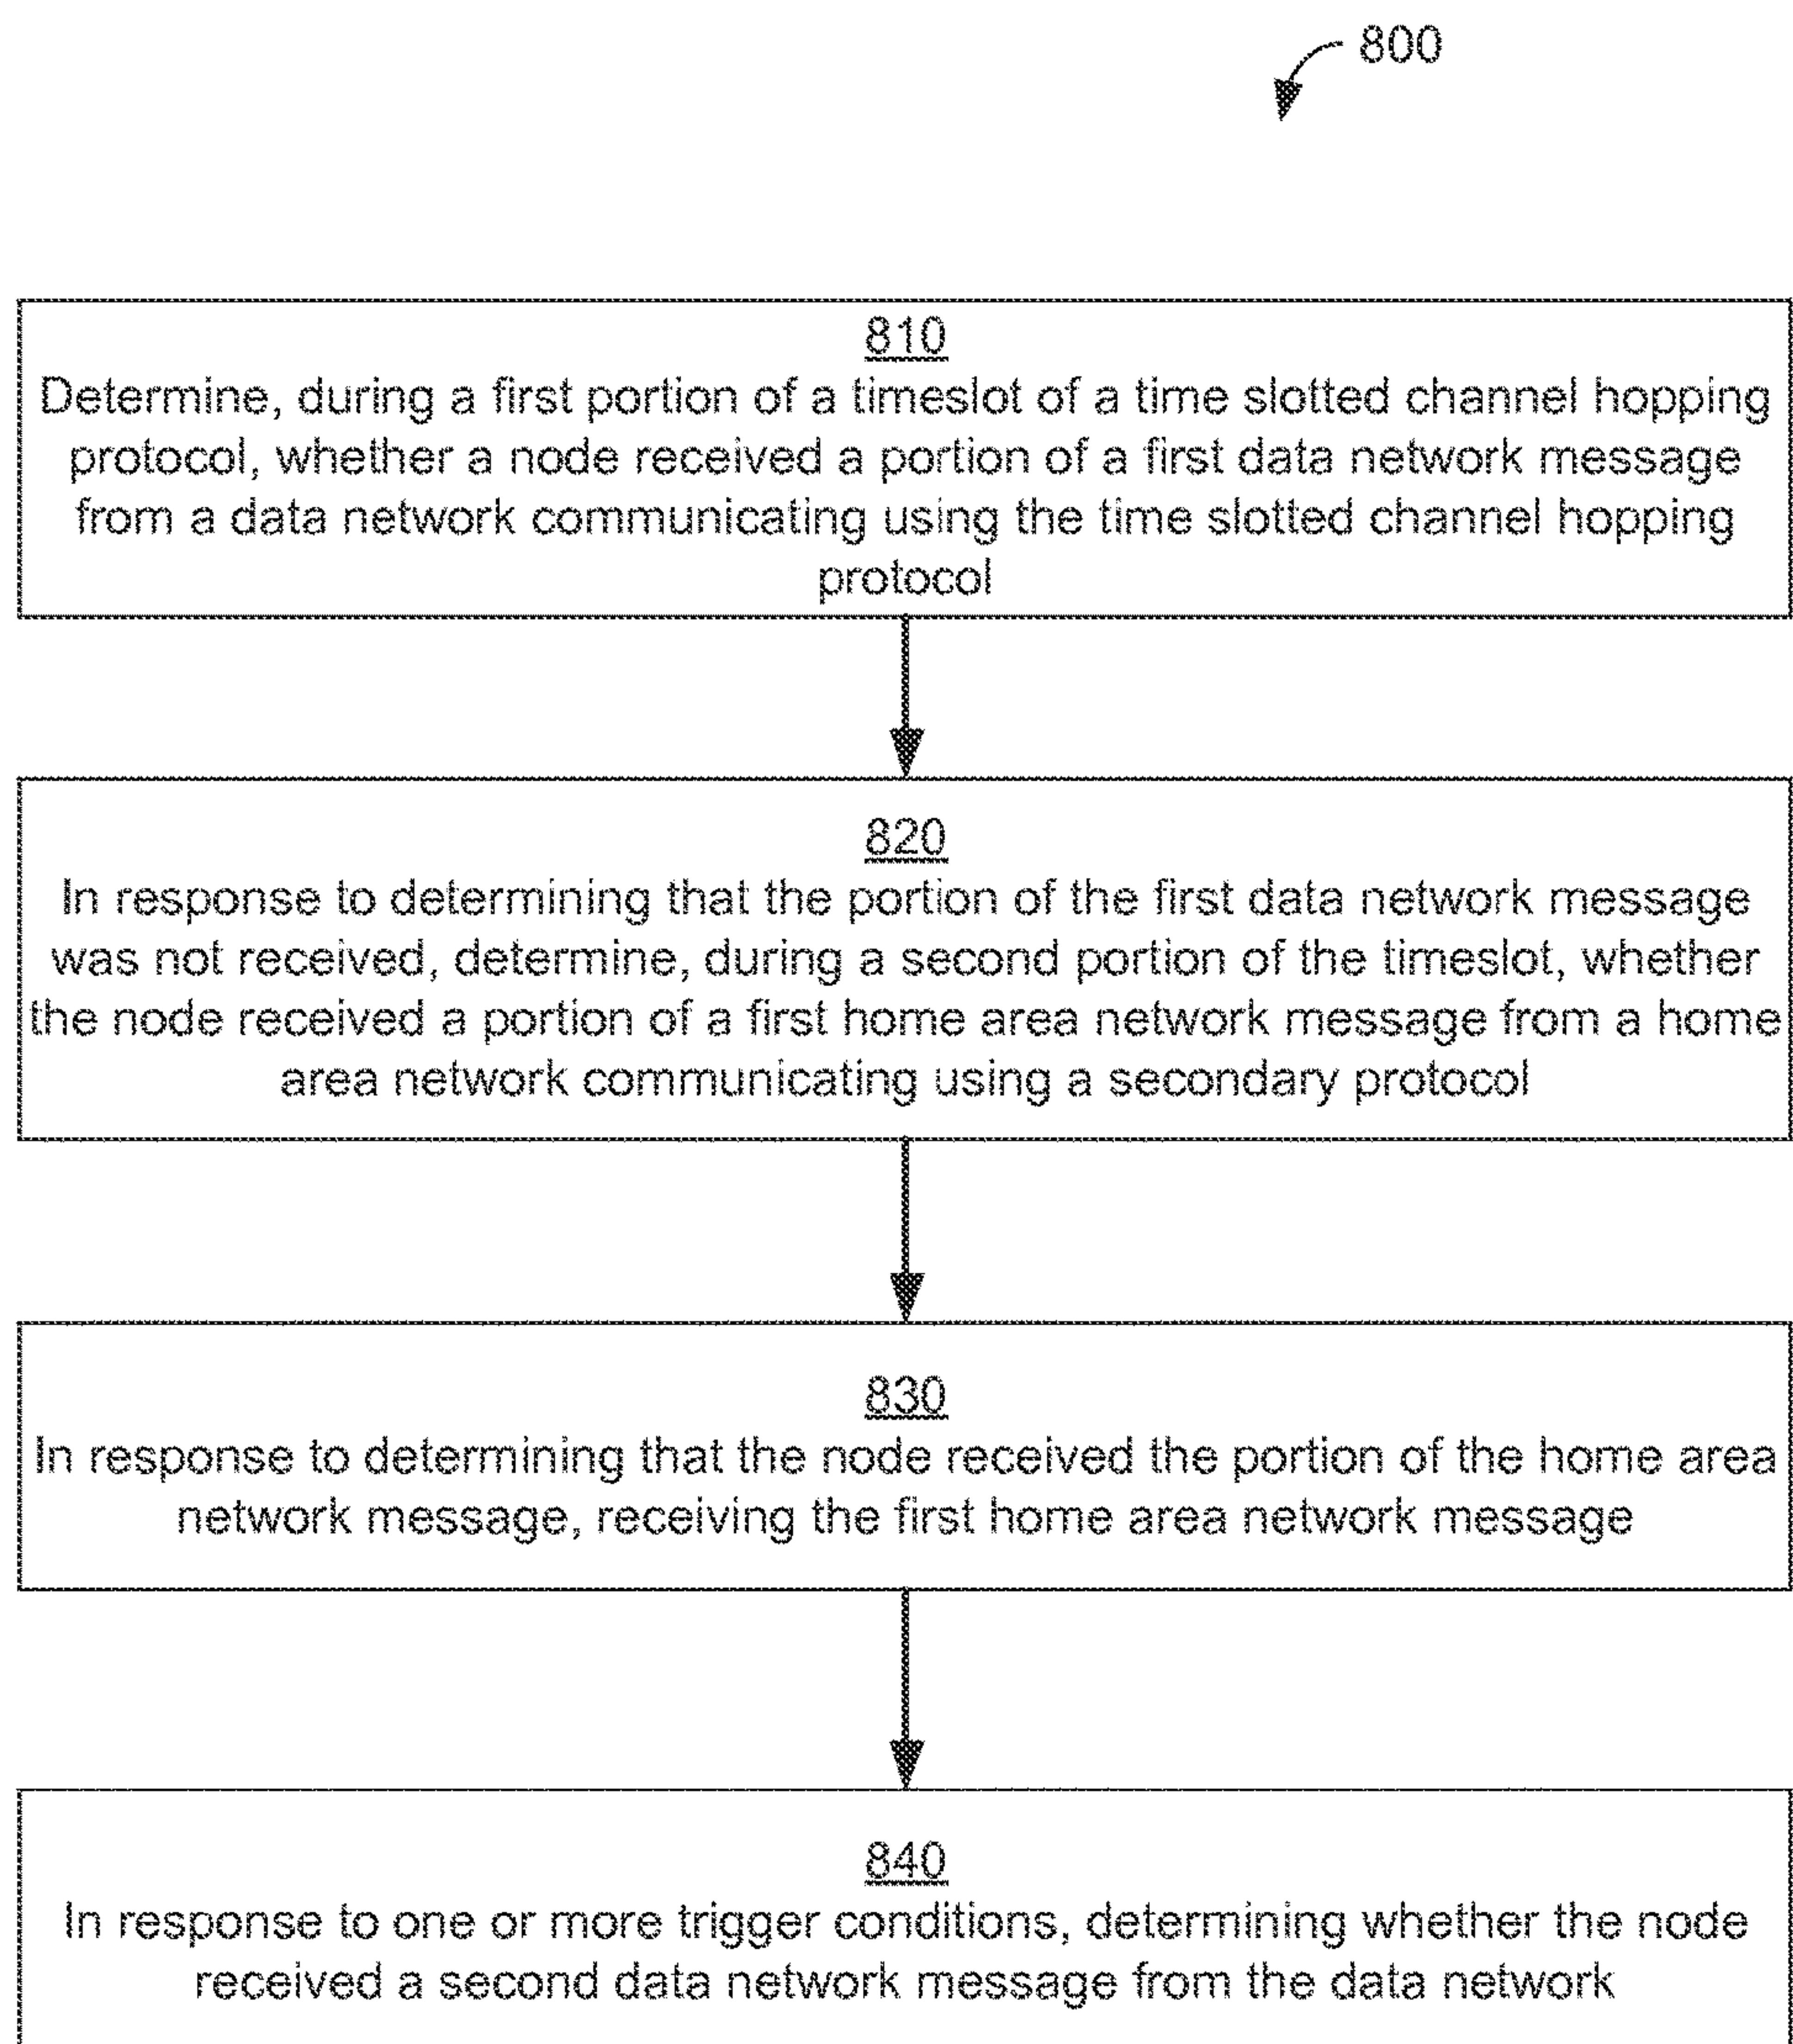 800
810
Determine, during a first portion of a timeslot of a time slotted channel hopping
protocol, whether a node received a portion of a first data network message
from a data network communicating using the time slotted channel hopping
protocol
820
In response to determining that the portion of the first data network message
was not received, determine, during a second portion of the timeslot, whether
the node received a portion of a first home area network message from a home
area network communicating using a secondary protocol
830
In response to determining that the node received the portion of the home area
network message, receiving the first home area network message
840
In response to one or more trigger conditions, determining whether the node
received a second data network message from the data network